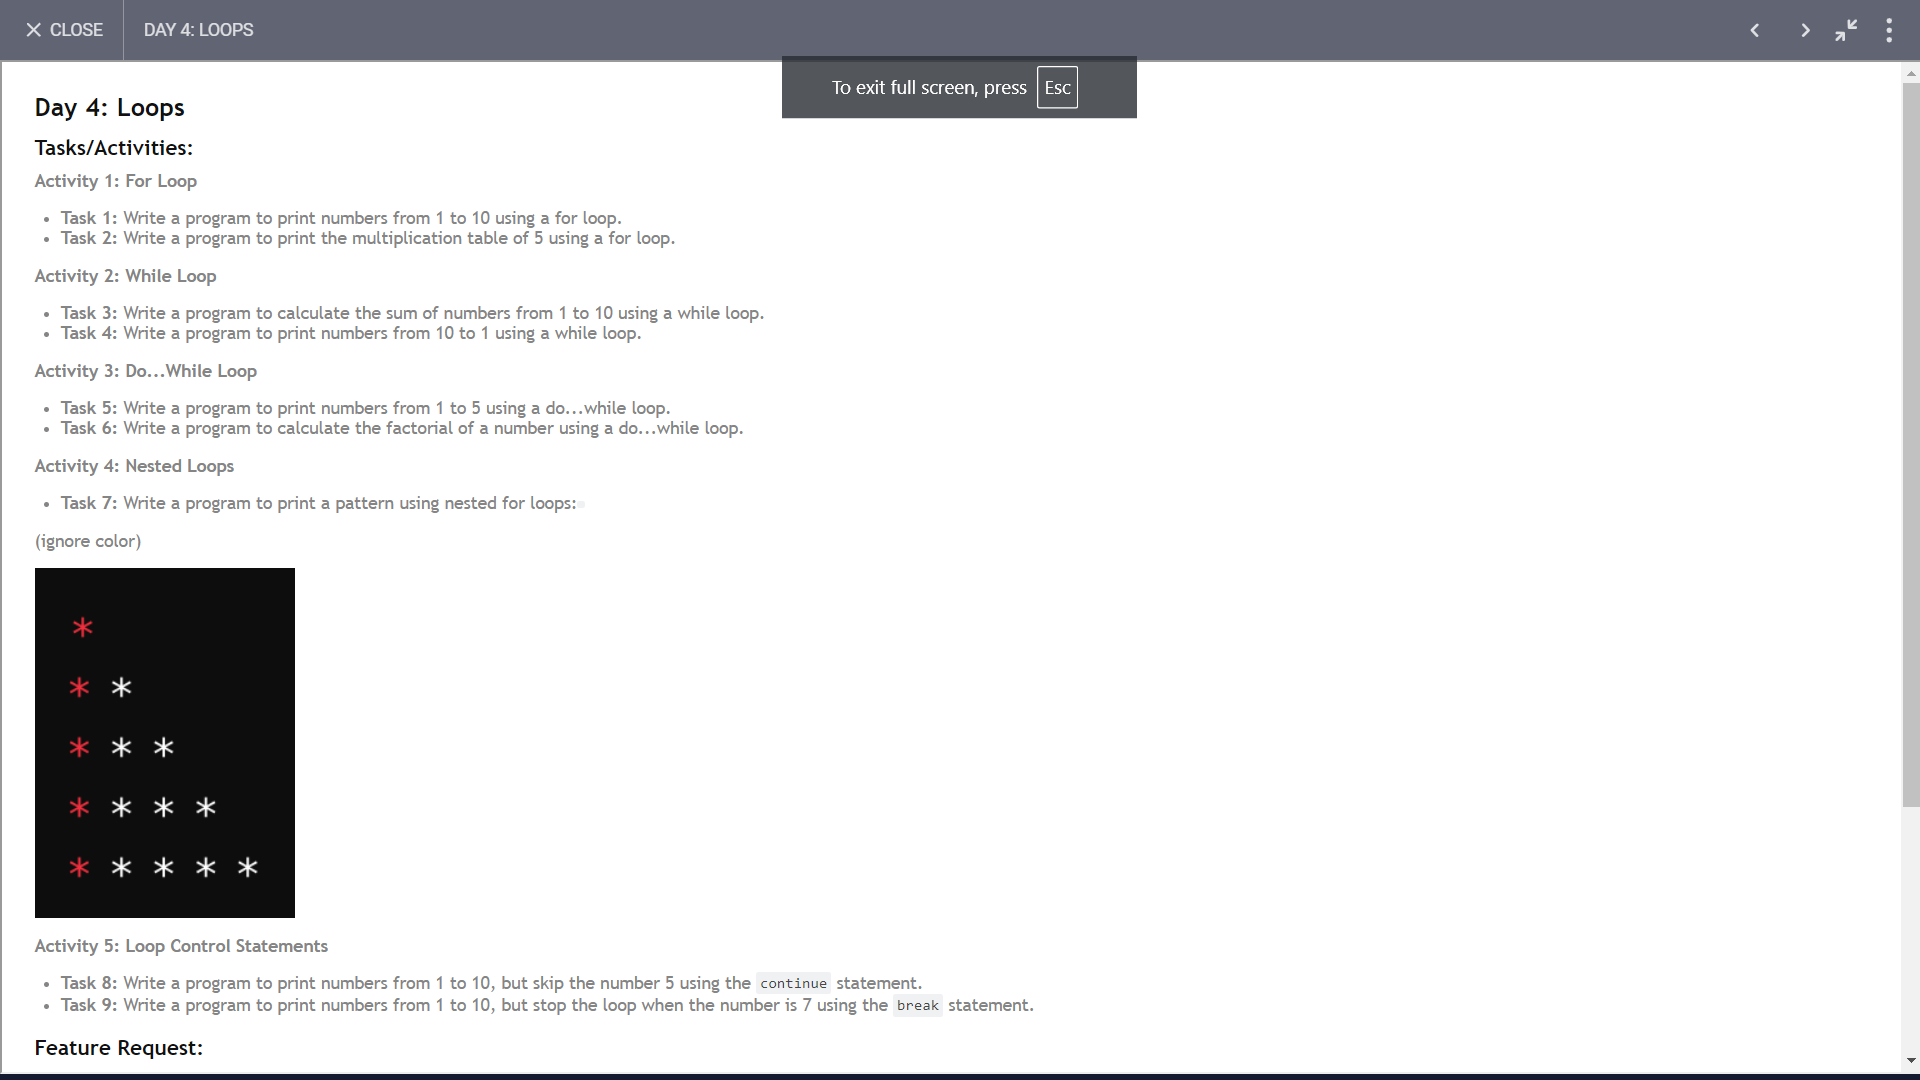 CLOSE DAY 4: LOOPS
To exit full screen, press Esc
Day 4: Loops
Tasks/Activities:
Activity 1: For Loop
• Task 1: Write a program to print numbers from 1 to 10 using a for loop.
• Task 2: Write a program to print the multiplication table of 5 using a for loop.
Activity 2: While Loop
• Task 3: Write a program to calculate the sum of numbers from 1 to 10 using a while loop.
• Task 4: Write a program to print numbers from 10 to 1 using a while loop.
Activity 3: Do...While Loop
• Task 5: Write a program to print numbers from 1 to 5 using a do...while loop.
• Task 6: Write a program to calculate the factorial of a number using a do...while loop.
Activity 4: Nested Loops
• Task 7: Write a program to print a pattern using nested for loops:
(ignore color)
*
* *
* * *
* * * *
* * * * *
Activity 5: Loop Control Statements
• Task 8: Write a program to print numbers from 1 to 10, but skip the number 5 using the continue statement.
• Task 9: Write a program to print numbers from 1 to 10, but stop the loop when the number is 7 using the break statement.
Feature Request: